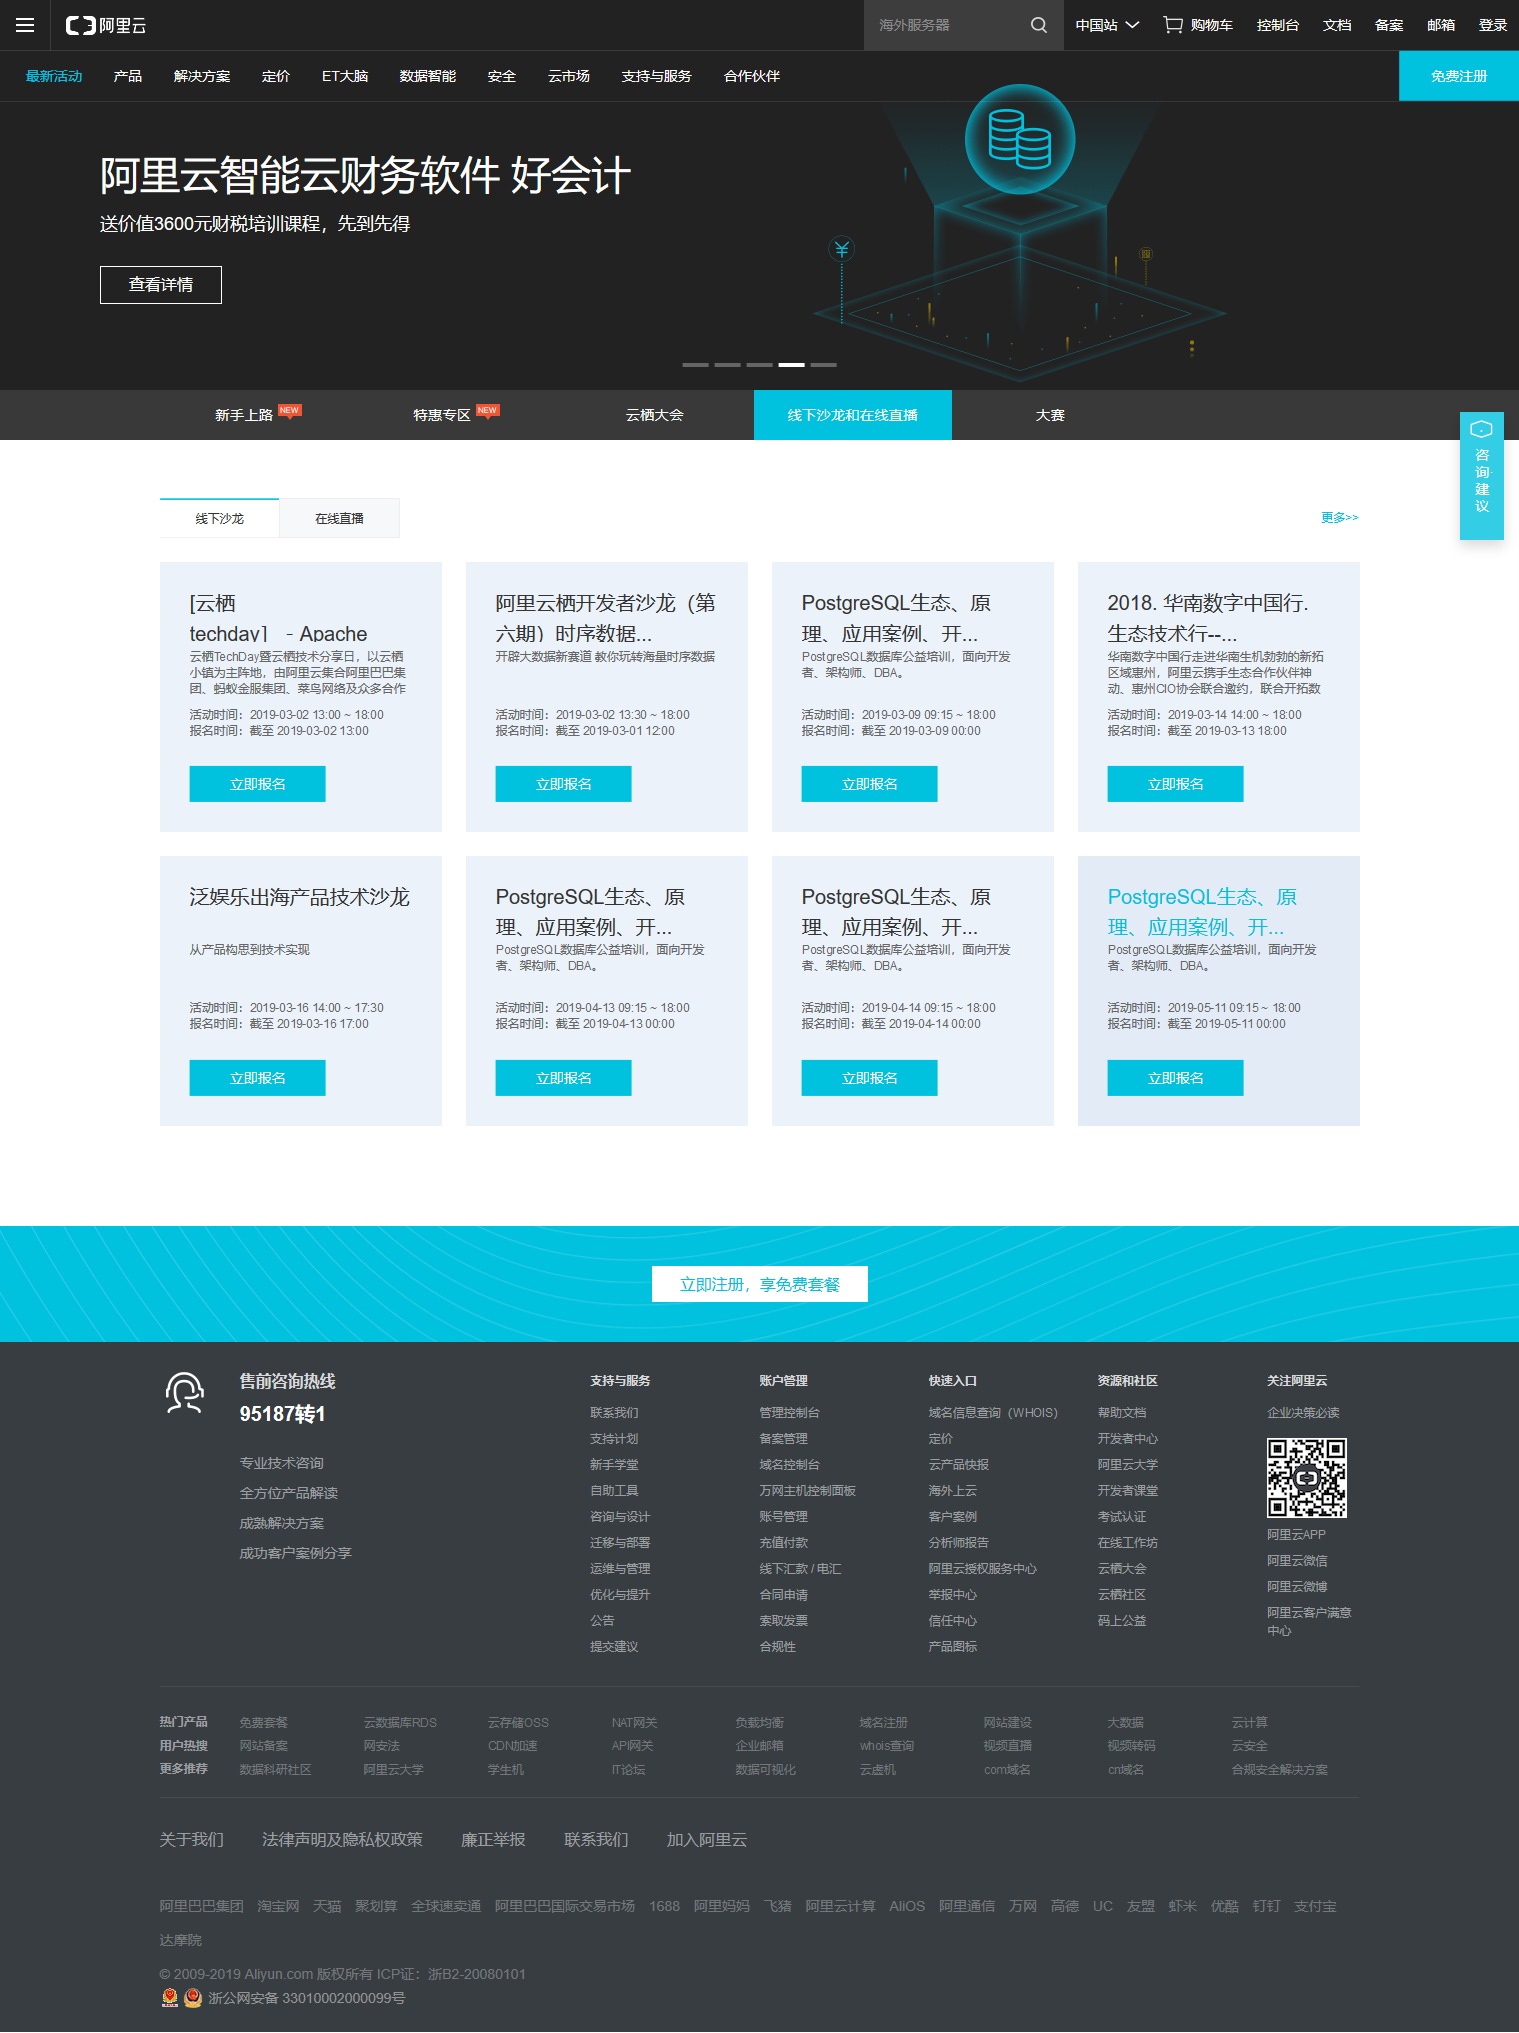 阿里云
海外服务器
中国站 购物车 控制台 文档 备案 邮箱 登录
最新活动 产品 解决方案 定价 ET大脑 数据智能 安全 云市场 支持与服务 合作伙伴 免费注册
阿里云智能云财务软件 好会计
送价值3600元财税培训课程，先到先得
查看详情
新手上路 NEW 特惠专区 NEW 云栖大会 线下沙龙和在线直播 大赛
咨询·建议
线下沙龙 在线直播 更多>>
[云栖
techday] - Apache
云栖TechDay暨云栖技术分享日，以云栖
小镇为主阵地，由阿里云集合阿里巴巴集
团、蚂蚁金服集团、菜鸟网络及众多合作
活动时间：2019-03-02 13:00 ~ 18:00
报名时间：截至 2019-03-02 13:00
立即报名
阿里云栖开发者沙龙（第
六期）时序数据...
开辟大数据新赛道 教你玩转海量时序数据
活动时间：2019-03-02 13:30 ~ 18:00
报名时间：截至 2019-03-01 12:00
立即报名
PostgreSQL生态、原
理、应用案例、开...
PostgreSQL数据库公益培训，面向开发
者、架构师、DBA。
活动时间：2019-03-09 09:15 ~ 18:00
报名时间：截至 2019-03-09 00:00
立即报名
2018. 华南数字中国行.
生态技术行--...
华南数字中国行走进华南生机勃勃的新拓
区域惠州，阿里云携手生态合作伙伴神
动、惠州CIO协会联合邀约，联合开拓数
活动时间：2019-03-14 14:00 ~ 18:00
报名时间：截至 2019-03-13 18:00
立即报名
泛娱乐出海产品技术沙龙
从产品构思到技术实现
活动时间：2019-03-16 14:00 ~ 17:30
报名时间：截至 2019-03-16 17:00
立即报名
PostgreSQL生态、原
理、应用案例、开...
PostgreSQL数据库公益培训，面向开发
者、架构师、DBA。
活动时间：2019-04-13 09:15 ~ 18:00
报名时间：截至 2019-04-13 00:00
立即报名
PostgreSQL生态、原
理、应用案例、开...
PostgreSQL数据库公益培训，面向开发
者、架构师、DBA。
活动时间：2019-04-14 09:15 ~ 18:00
报名时间：截至 2019-04-14 00:00
立即报名
PostgreSQL生态、原
理、应用案例、开...
PostgreSQL数据库公益培训，面向开发
者、架构师、DBA。
活动时间：2019-05-11 09:15 ~ 18:00
报名时间：截至 2019-05-11 00:00
立即报名
立即注册，享免费套餐
售前咨询热线
95187转1
专业技术咨询
全方位产品解读
成熟解决方案
成功客户案例分享
支持与服务
联系我们
支持计划
新手学堂
自助工具
咨询与设计
迁移与部署
运维与管理
优化与提升
公告
提交建议
账户管理
管理控制台
备案管理
域名控制台
万网主机控制面板
账号管理
充值付款
线下汇款 / 电汇
合同申请
索取发票
合规性
快速入口
域名信息查询（WHOIS）
定价
云产品快报
海外上云
客户案例
分析师报告
阿里云授权服务中心
举报中心
信任中心
产品图标
资源和社区
帮助文档
开发者中心
阿里云大学
开发者课堂
考试认证
在线工作坊
云栖大会
云栖社区
码上公益
关注阿里云
企业决策必读
阿里云APP
阿里云微信
阿里云微博
阿里云客户满意
中心
热门产品 免费套餐 云数据库RDS 云存储OSS NAT网关 负载均衡 域名注册 网站建设 大数据 云计算
用户热搜 网站备案 网安法 CDN加速 API网关 企业邮箱 whois查询 视频直播 视频转码 云安全
更多推荐 数据科研社区 阿里云大学 学生机 IT论坛 数据可视化 云虚机 com域名 cn域名 合规安全解决方案
关于我们 法律声明及隐私权政策 廉正举报 联系我们 加入阿里云
阿里巴巴集团 淘宝网 天猫 聚划算 全球速卖通 阿里巴巴国际交易市场 1688 阿里妈妈 飞猪 阿里云计算 AliOS 阿里通信 万网 高德 UC 友盟 虾米 优酷 钉钉 支付宝
达摩院
© 2009-2019 Aliyun.com 版权所有 ICP证：浙B2-20080101
浙公网安备 33010002000099号